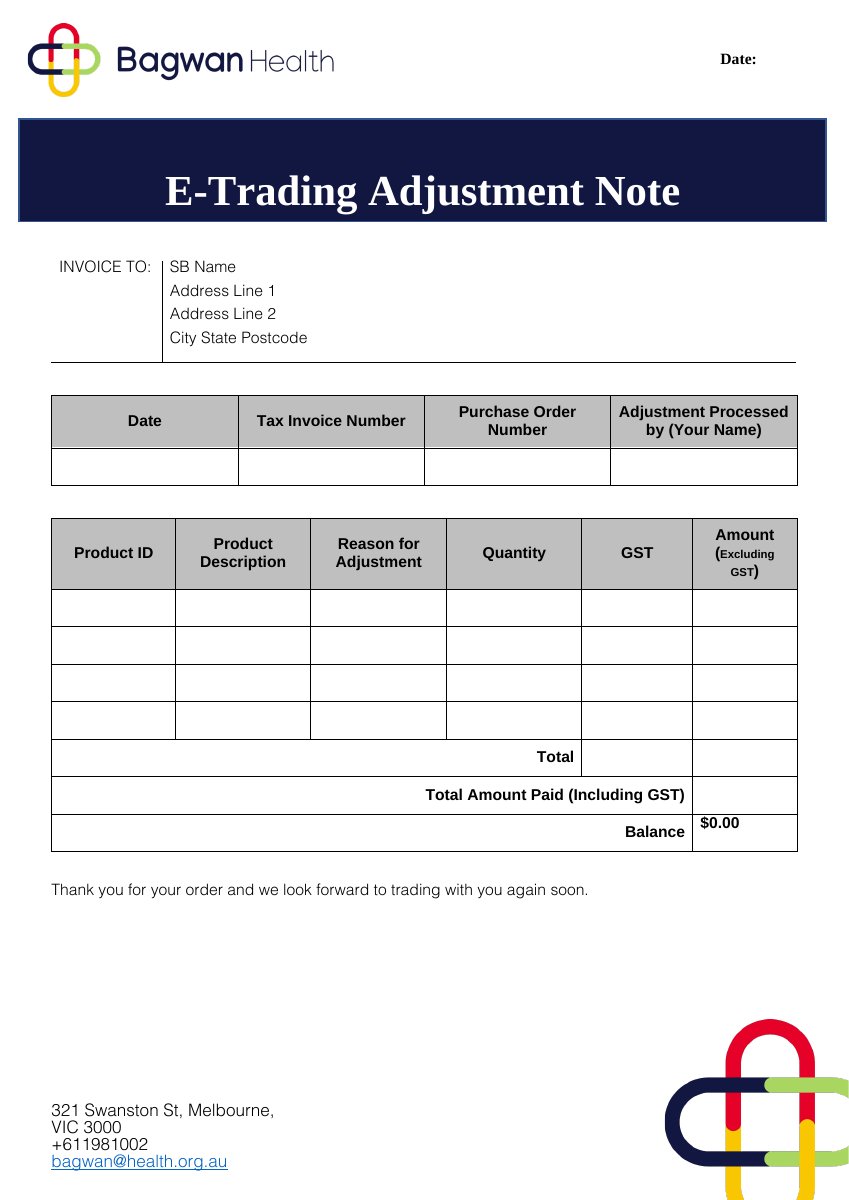 Bagwan Health
Date:
E-Trading Adjustment Note
INVOICE TO:
SB Name
Address Line 1
Address Line 2
City State Postcode
Date
Tax Invoice Number
Purchase Order
Number
Adjustment Processed
by (Your Name)
Product ID
Product
Description
Reason for
Adjustment
Quantity
GST
Amount
(Excluding
GST)
Total
Total Amount Paid (Including GST)
Balance
$0.00
Thank you for your order and we look forward to trading with you again soon.
321 Swanston St, Melbourne,
VIC 3000
+611981002
bagwan@health.org.au